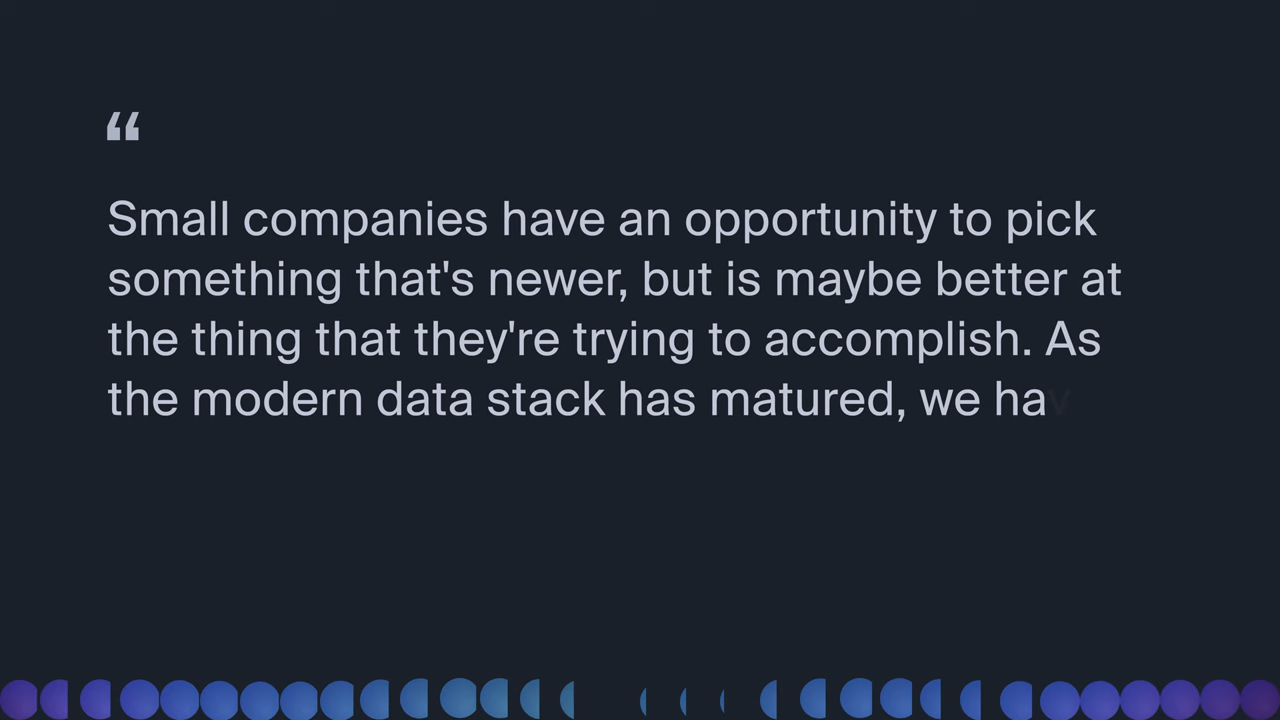 “
Small companies have an opportunity to pick
something that's newer, but is maybe better at
the thing that they're trying to accomplish. As
the modern data stack has matured, we hav